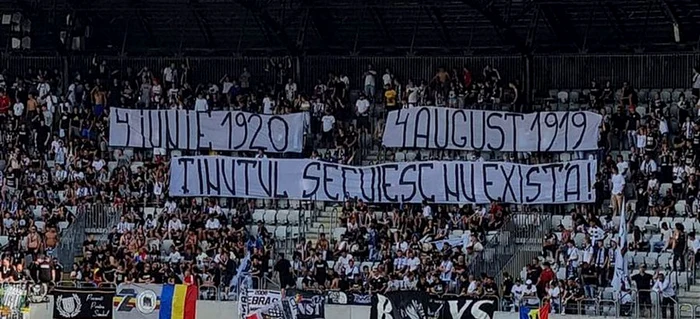 4 IUNIE 1920
4 AUGUST 1919
ȚINUTUL SECUIESC NU EXISTĂ!